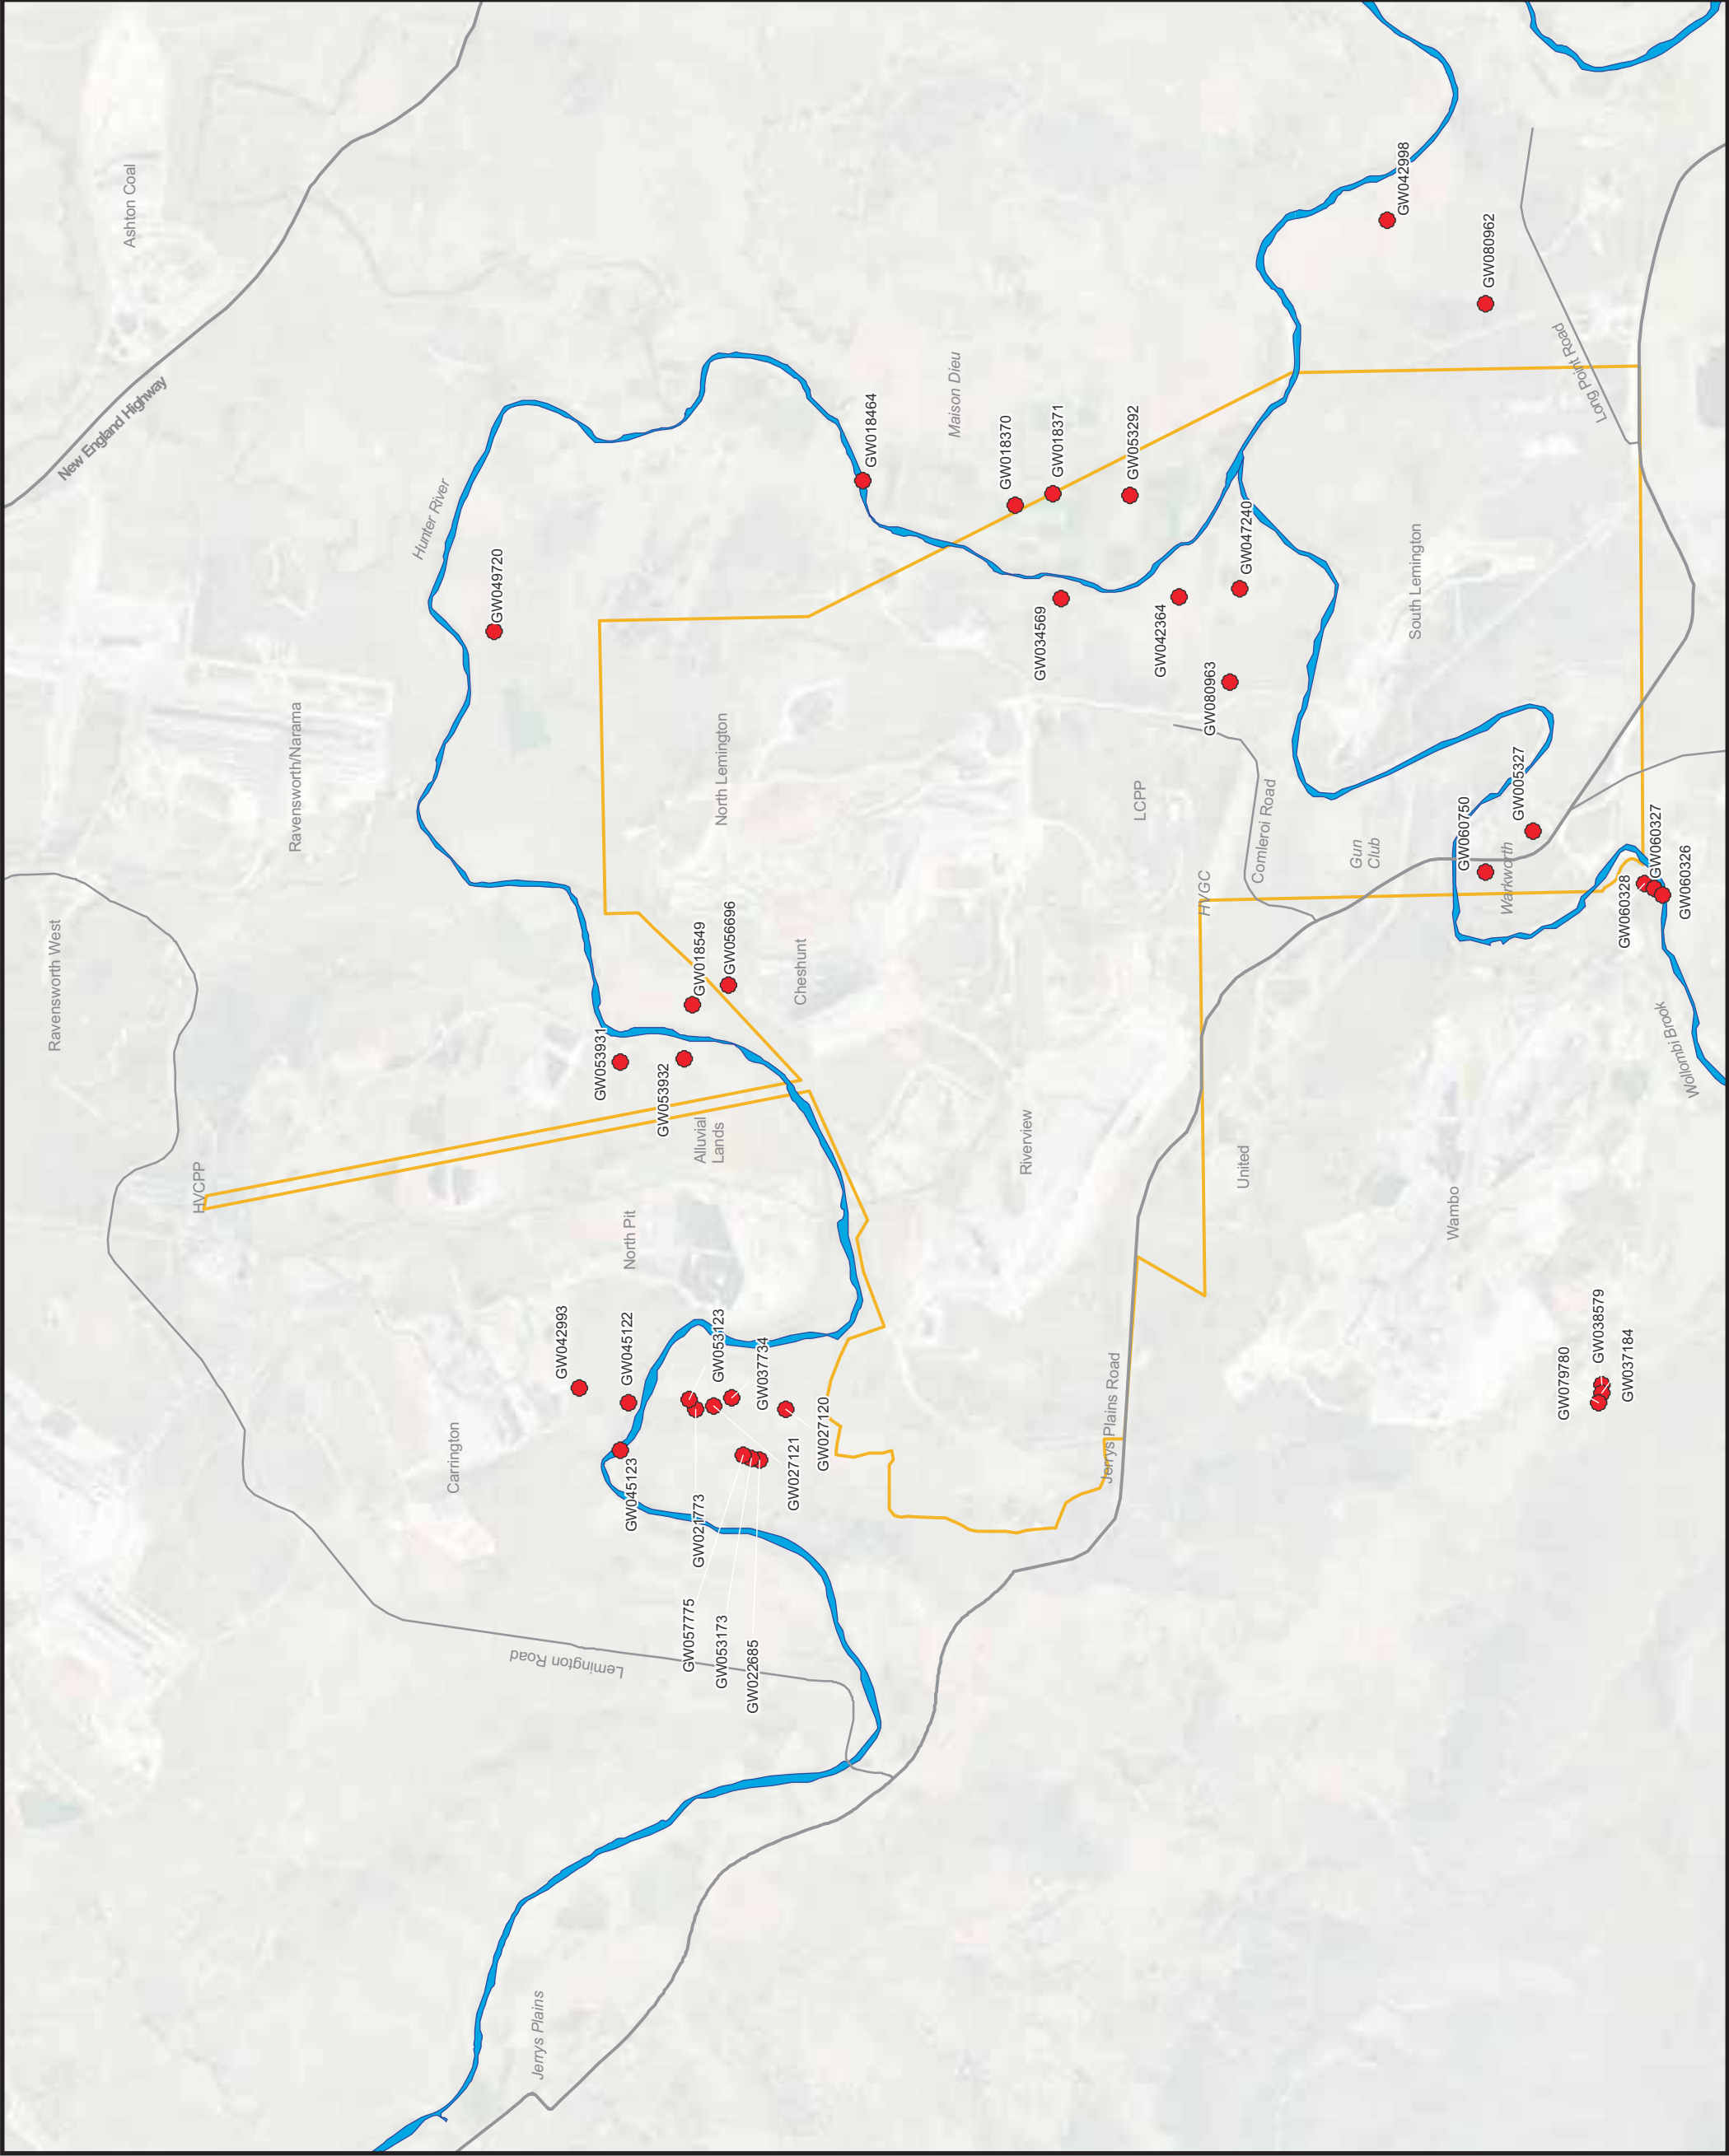 Ashton Coal
New England Highway
Hunter River
GW049720
Ravensworth/Narama
Ravensworth West
HVCPP
North Lemington
GW018464
Maison Dieu
GW018370
GW018371
GW053292
GW042998
GW080962
Long Point Road
GW034569
GW042364
GW047240
GW080963
South Lemington
LCPP
Comleroi Road
Gun
Club
HVGC
GW060750
GW005327
Warkworth
GW060327
GW060328
GW060326
Wollombi Brook
GW018549
GW056696
Cheshunt
GW053931
GW053932
Alluvial
Lands
Riverview
United
Wambo
North Pit
GW042993
GW045122
GW053123
GW037734
GW027120
GW027121
GW045123
GW021773
Carrington
GW057775
GW053173
GW022685
Lemington Road
Jerrys Plains Road
GW079780
GW038579
GW037184
Jerrys Plains